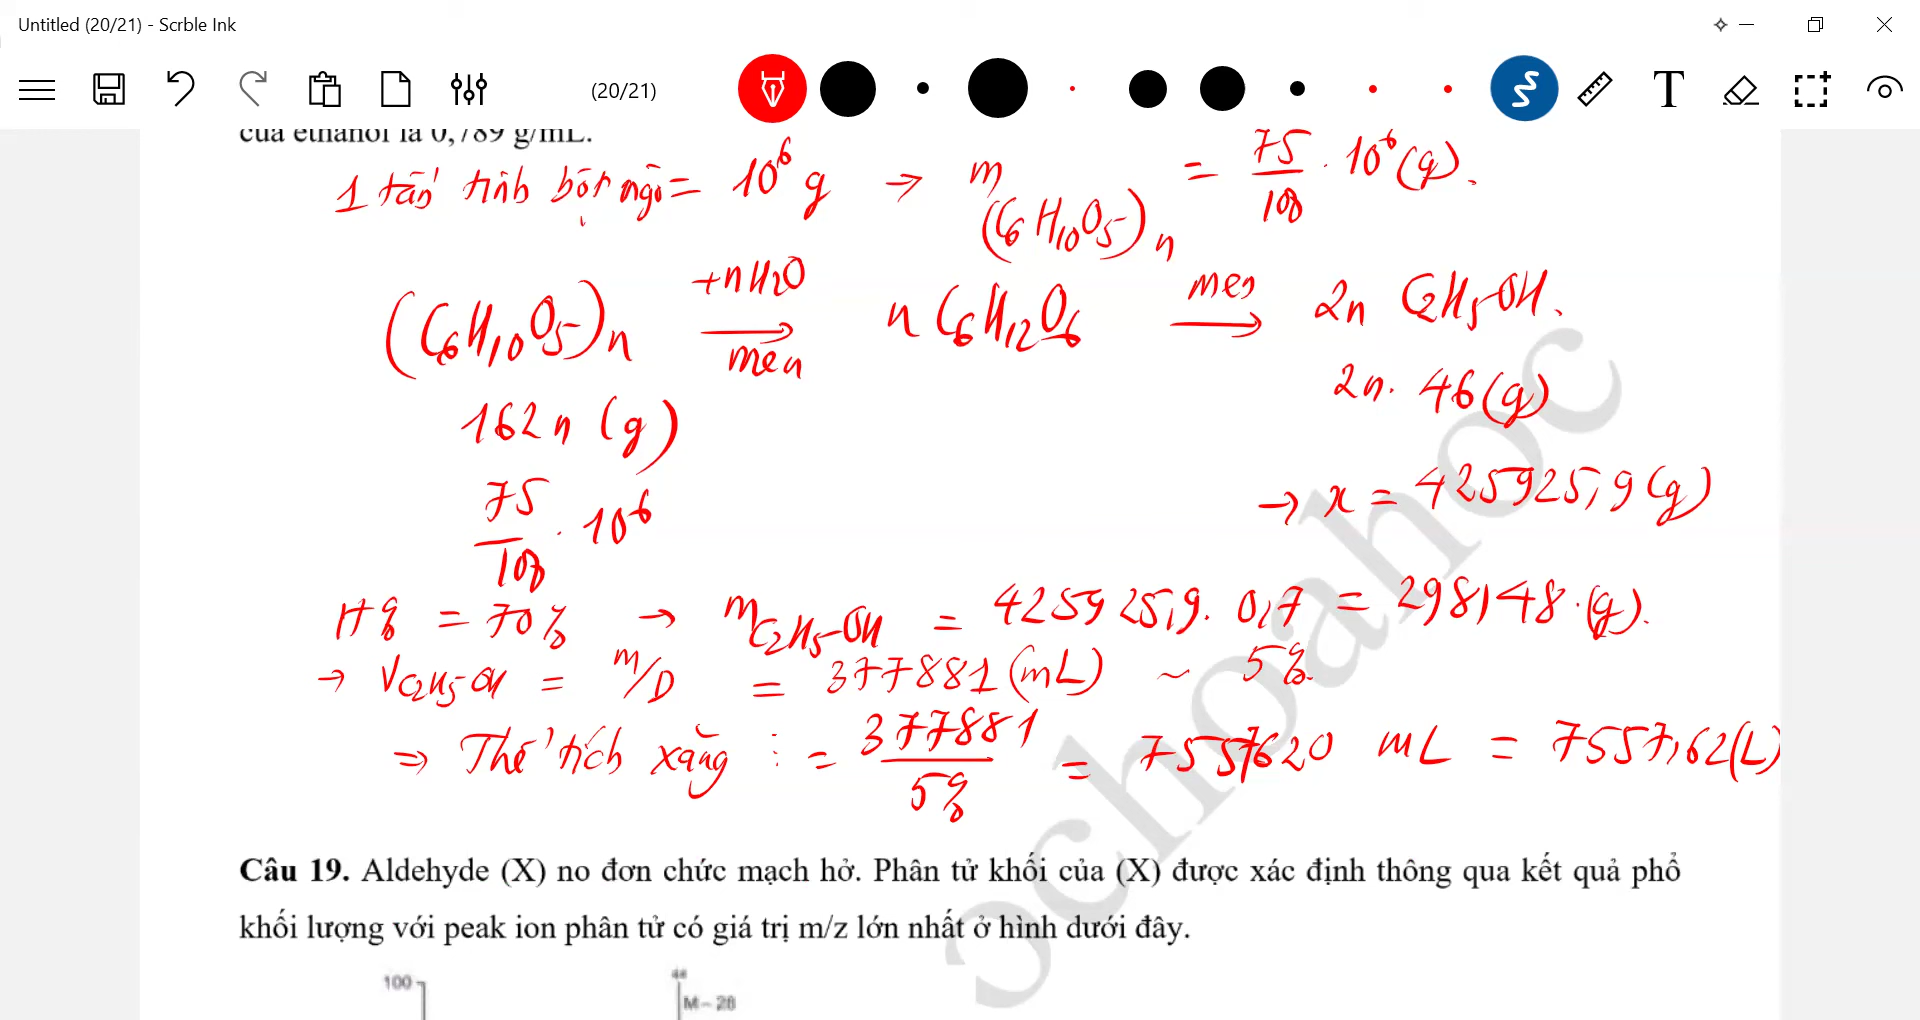 Untitled (20/21) - Scrble Ink
(20/21)
T
của ethanol là 0,789 g/mL.
1 tấn tinh bột ngô = 10^6 g → m (C6H10O5)n = 75/100 . 10^6 (g).
(C6H10O5)n +nH2O → men nC6H12O6 men → 2n C2H5-OH.
162n (g) 2n. 46 (g)
75/100 . 10^6 → x = 425925,9 (g)
H% = 70% → mC2H5-OH = 425925,9. 0,7 = 298148.(g).
→ VC2H5-OH = m/D = 377881 (mL) ~ 5%.
⇒ Thể tích xăng : = 377881/5% = 7557620 mL = 7557,62(L)
Câu 19. Aldehyde (X) no đơn chức mạch hở. Phân tử khối của (X) được xác định thông qua kết quả phổ
khối lượng với peak ion phân tử có giá trị m/z lớn nhất ở hình dưới đây.
100
44
M – 28
ochoahoc